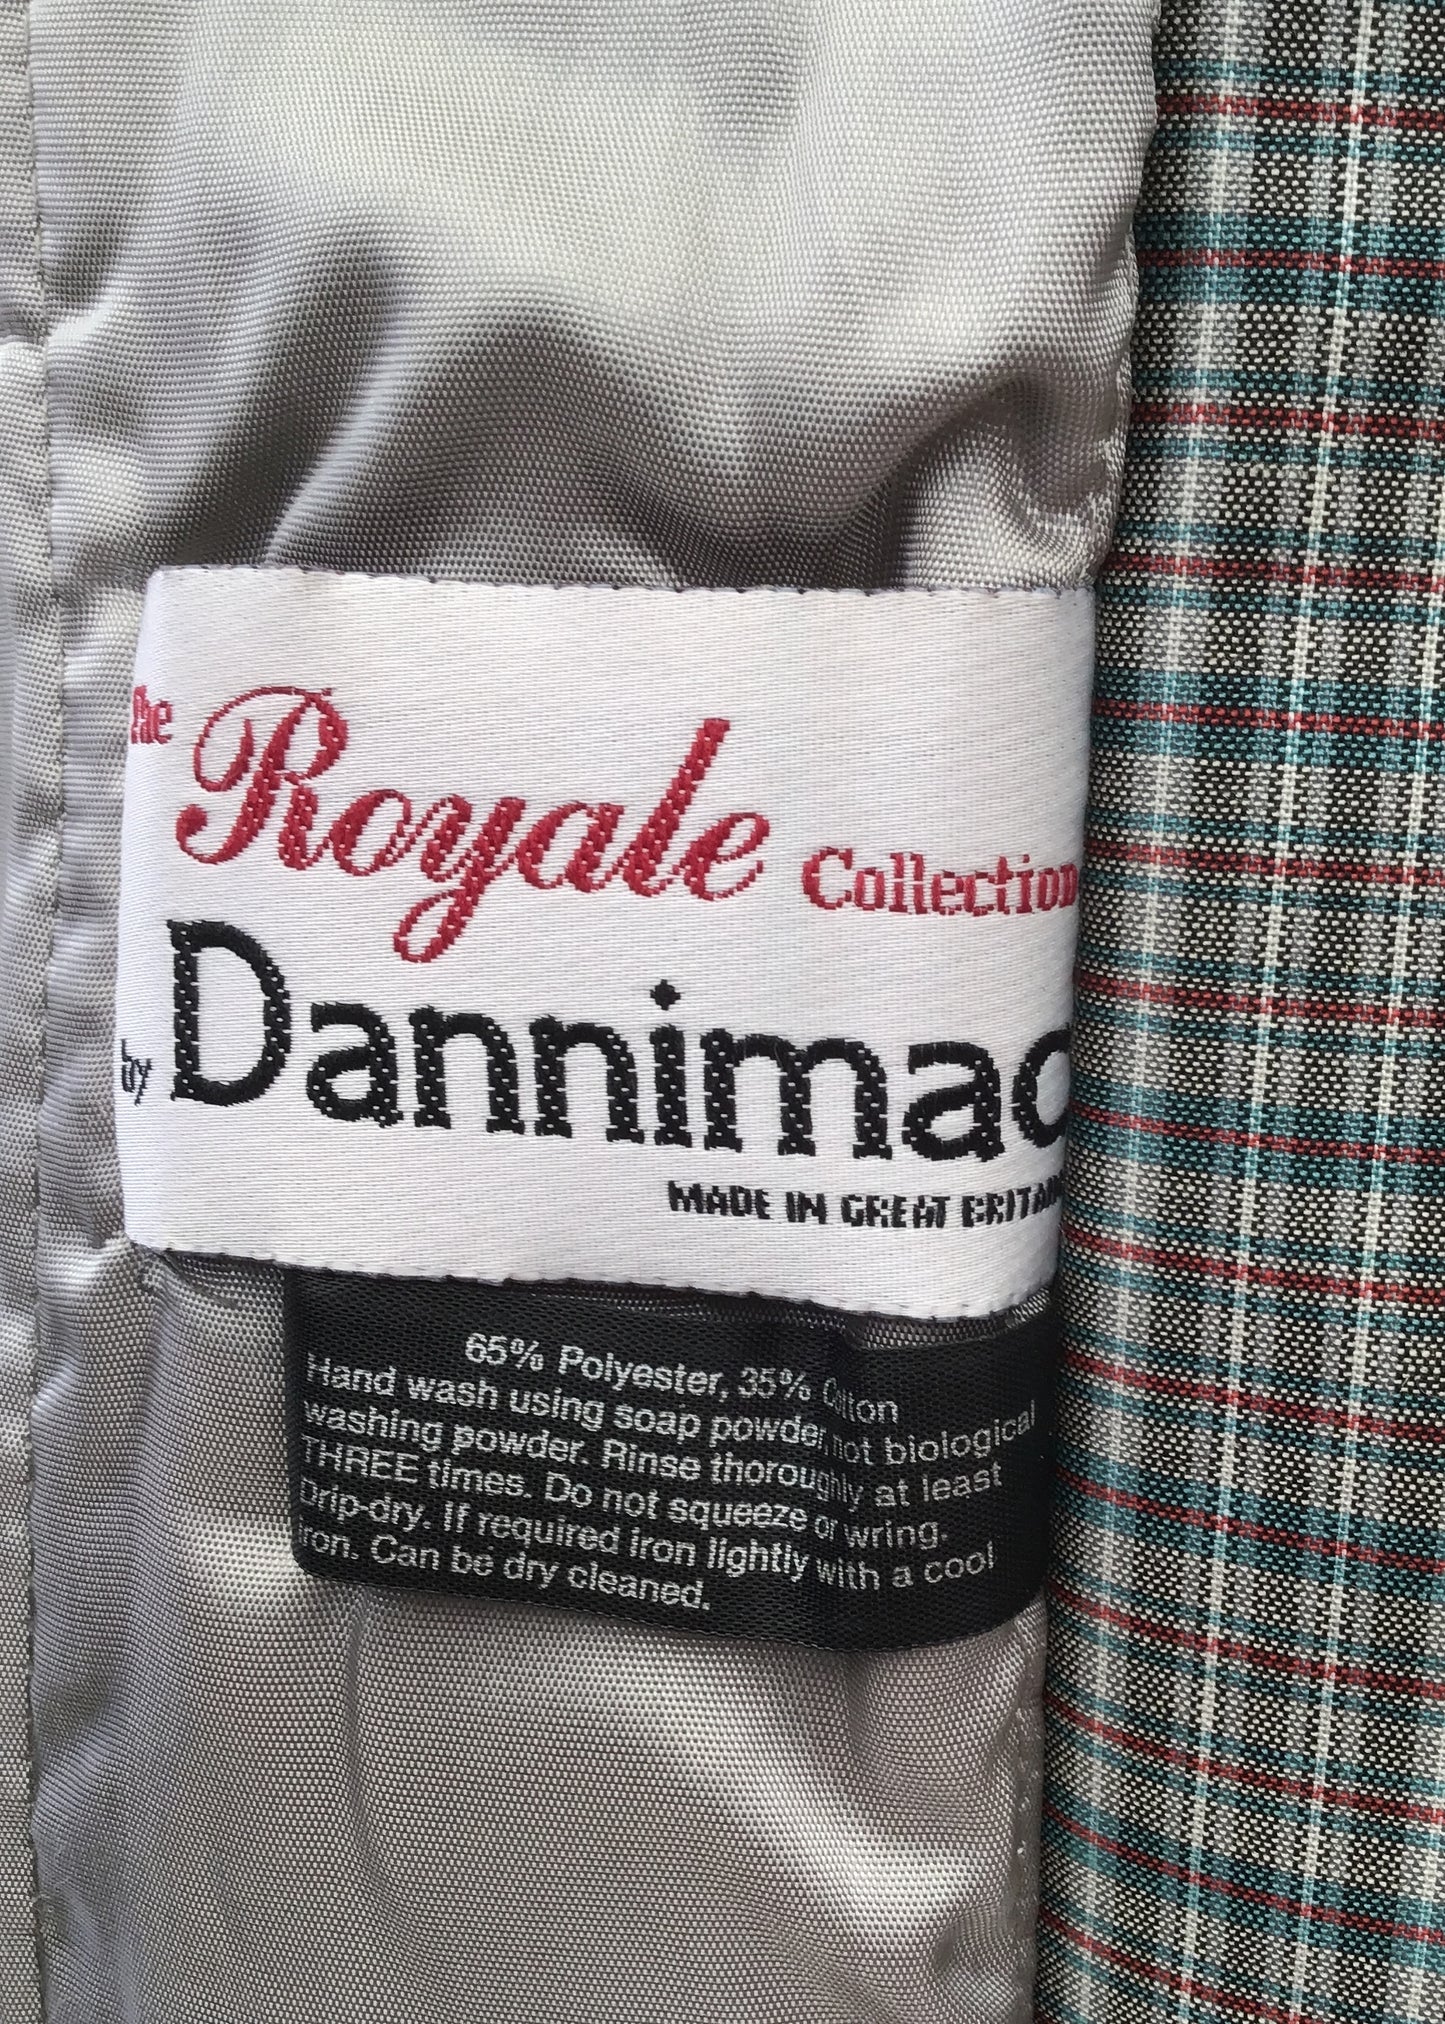 The Royale Collection
by Dannimac
MADE IN GREAT BRITAIN
65% Polyester, 35% Cotton
Hand wash using soap powder, not biological
washing powder. Rinse thoroughly at least
THREE times. Do not squeeze or wring.
Drip-dry. If required iron lightly with a cool
iron. Can be dry cleaned.